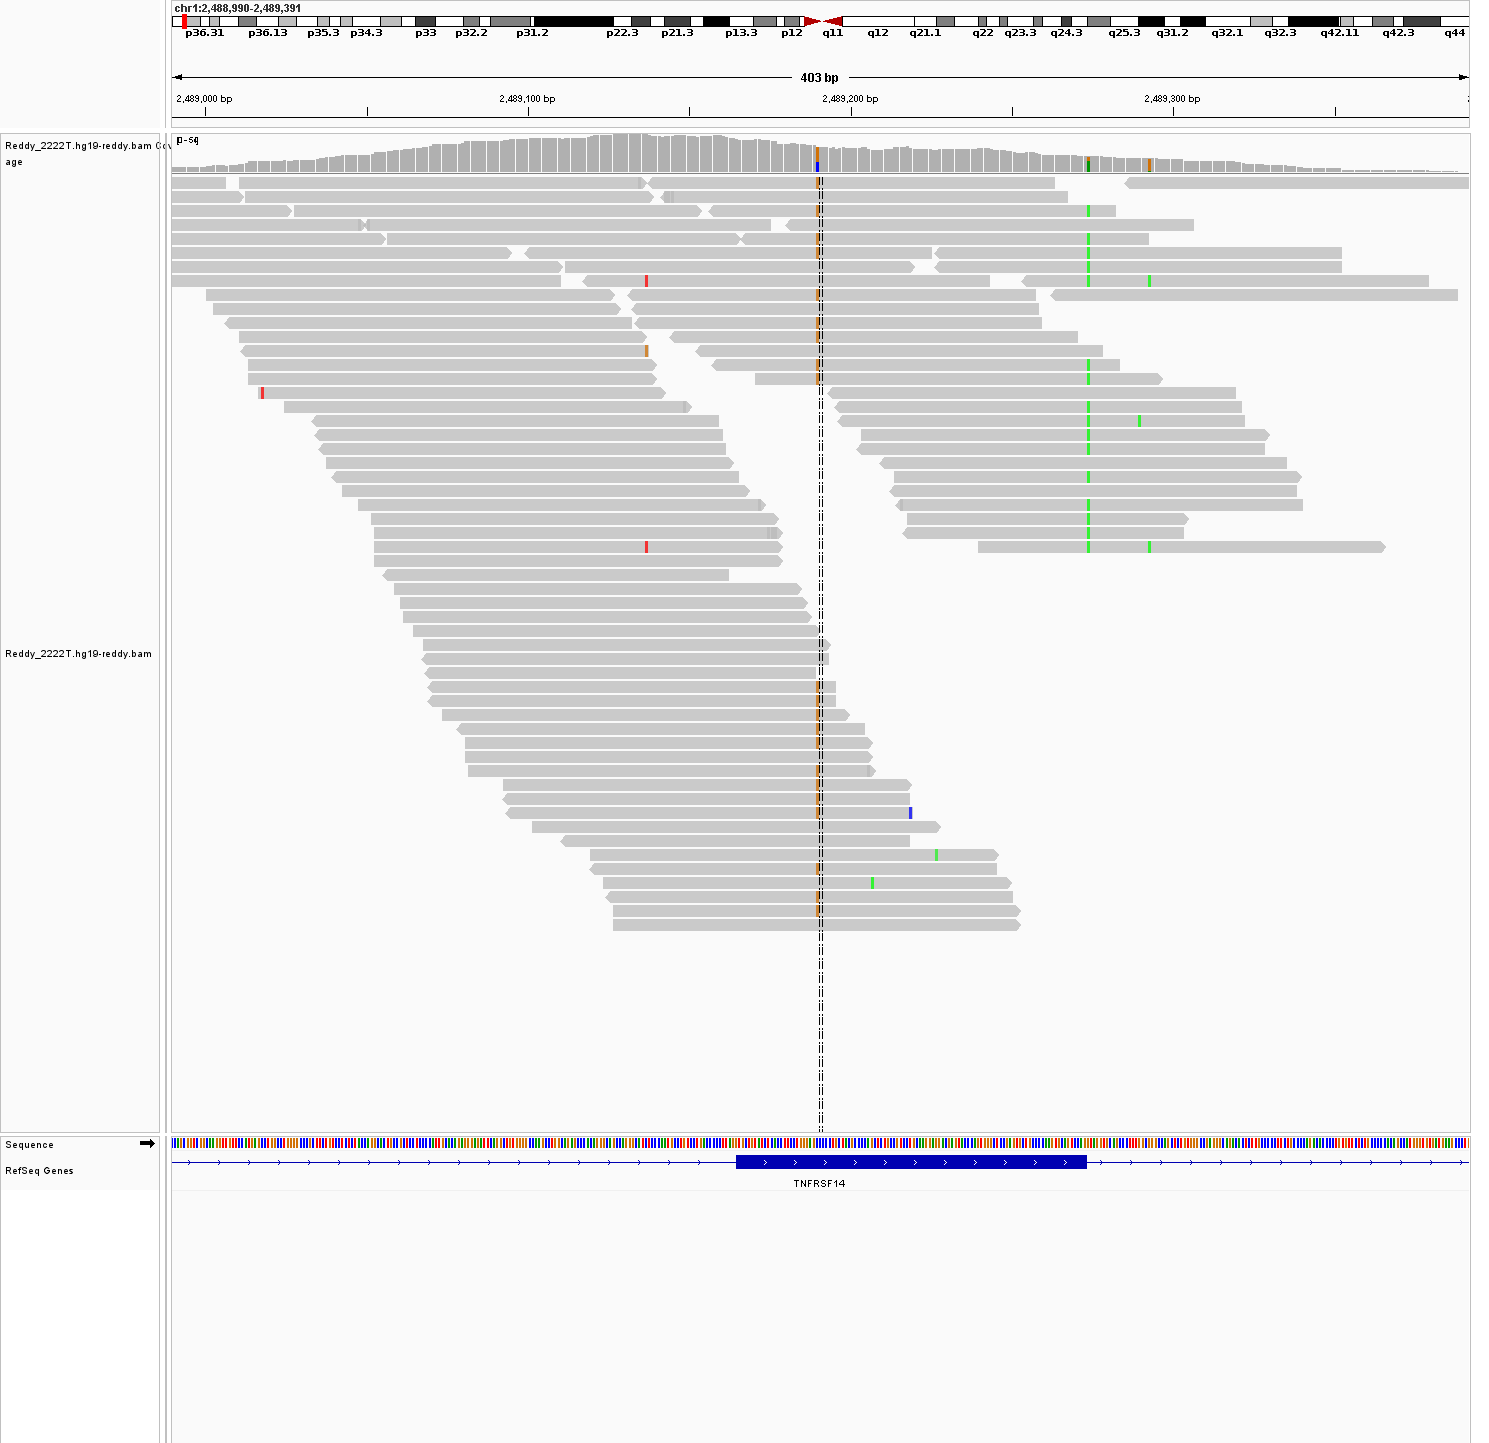 chr1:2,488,990-2,489,391
p36.31 p36.13 p35.3 p34.3 p33 p32.2 p31.2 p22.3 p21.3 p13.3 p12 q11 q12 q21.1 q22 q23.3 q24.3 q25.3 q31.2 q32.1 q32.3 q42.11 q42.3 q44
403 bp
2,489,000 bp 2,489,100 bp 2,489,200 bp 2,489,300 bp
Reddy_2222T.hg19-reddy.bam Cov
age
[0-54]
Reddy_2222T.hg19-reddy.bam
Sequence
RefSeq Genes
TNFRSF14